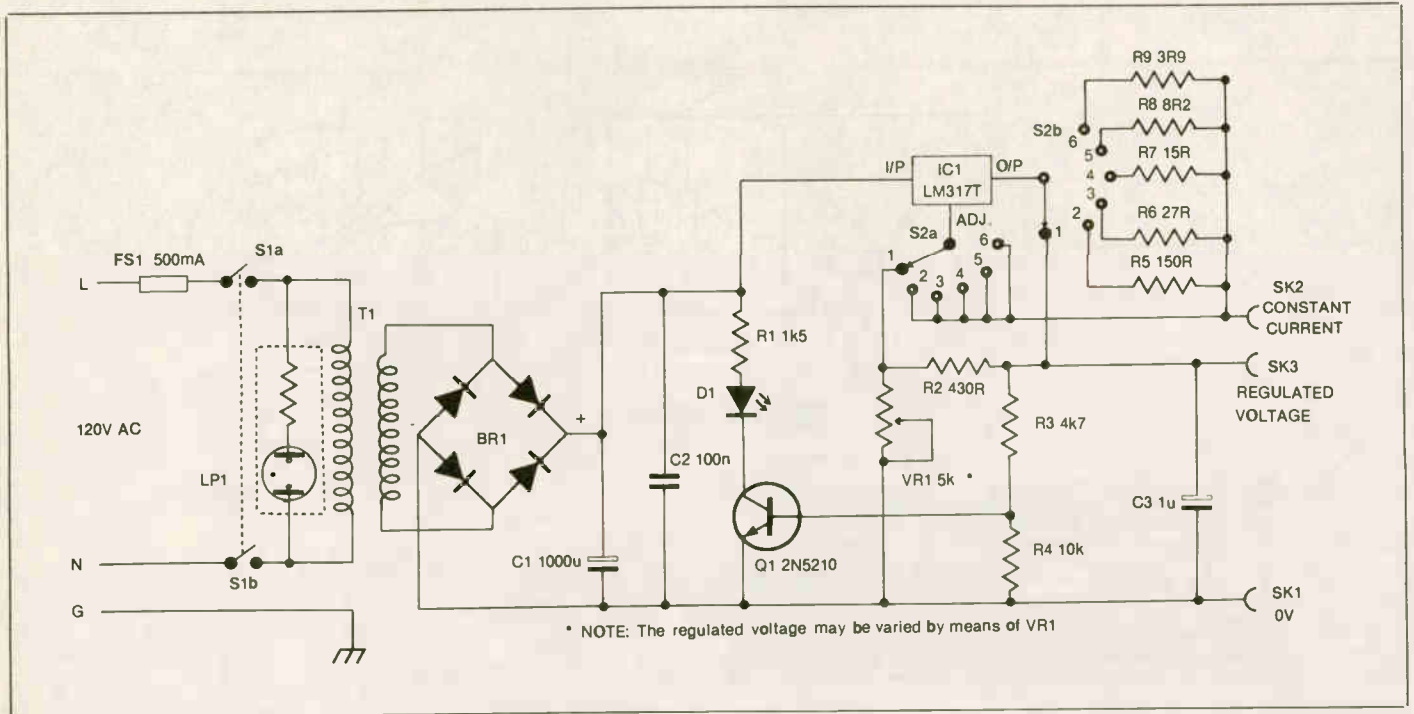 R9 3R9
R8 8R2
S2b
6
5
R7 15R
4
3
R6 27R
2
R5 150R
I/P
IC1
LM317T
O/P
ADJ.
S2a
1
2
3
4
5
6
1
SK2
CONSTANT
CURRENT
SK3
REGULATED
VOLTAGE
FS1 500mA
S1a
L
T1
120V AC
LP1
BR1
+
N
S1b
G
R1 1k5
D1
C2 100n
C1 1000u
Q1 2N5210
R2 430R
VR1 5k *
R3 4k7
R4 10k
C3 1u
SK1
0V
* NOTE: The regulated voltage may be varied by means of VR1